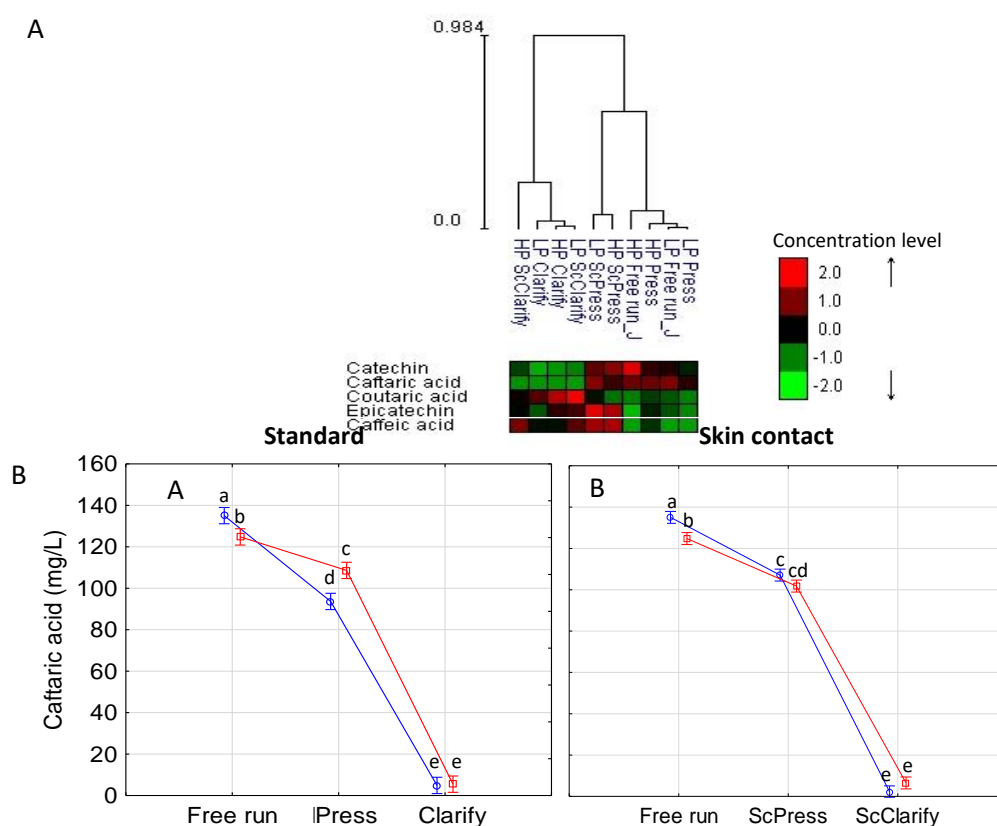 A
0.984
0.0
HP ScClarify
LP Clarify
HP Clarify
LP ScClarify
LP ScPress
HP ScPress
HP Free run_J
HP Press
LP Free run_J
LP Press
Concentration level
2.0
1.0
0.0
-1.0
-2.0
Catechin
Caftaric acid
Coutaric acid
Epicatechin
Caffeic acid
Standard
Skin contact
B
Caftaric acid (mg/L)
160
140
120
100
80
60
40
20
0
A
a
b
c
d
e
e
Free run
Press
Clarify
B
a
b
c
cd
e
e
Free run
ScPress
ScClarify